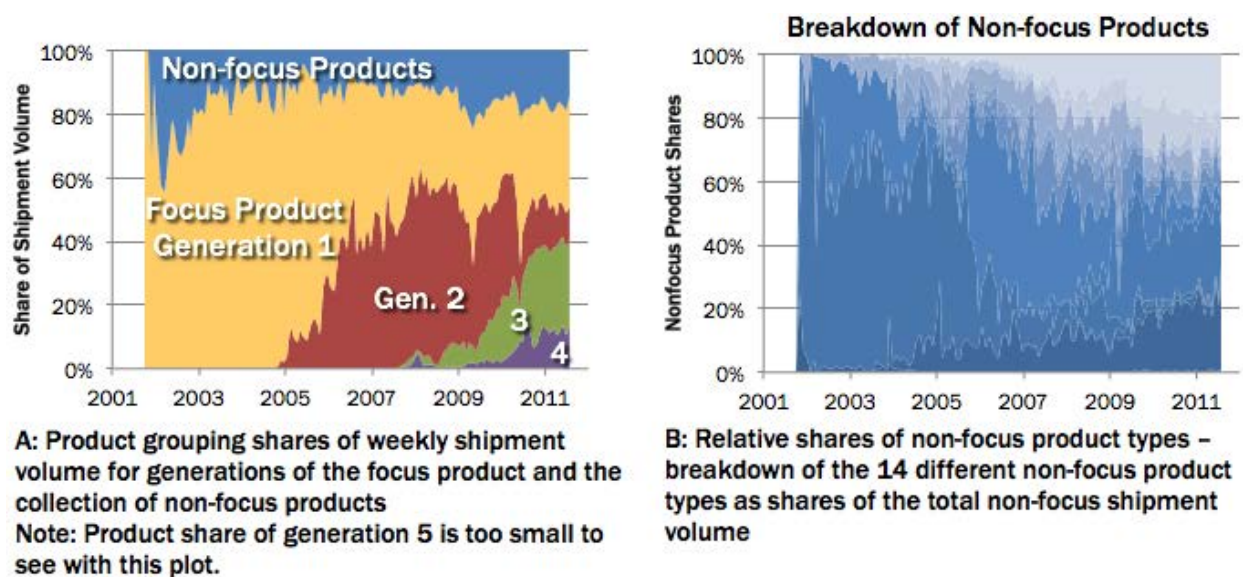 100%
80%
60%
40%
20%
0%
Share of Shipment Volume
Non-focus Products
Focus Product
Generation 1
Gen. 2
3
4
2001 2003 2005 2007 2009 2011
A: Product grouping shares of weekly shipment
volume for generations of the focus product and the
collection of non-focus products
Note: Product share of generation 5 is too small to
see with this plot.
Breakdown of Non-focus Products
100%
80%
60%
40%
20%
0%
Nonfocus Product Shares
2001 2003 2005 2007 2009 2011
B: Relative shares of non-focus product types –
breakdown of the 14 different non-focus product
types as shares of the total non-focus shipment
volume